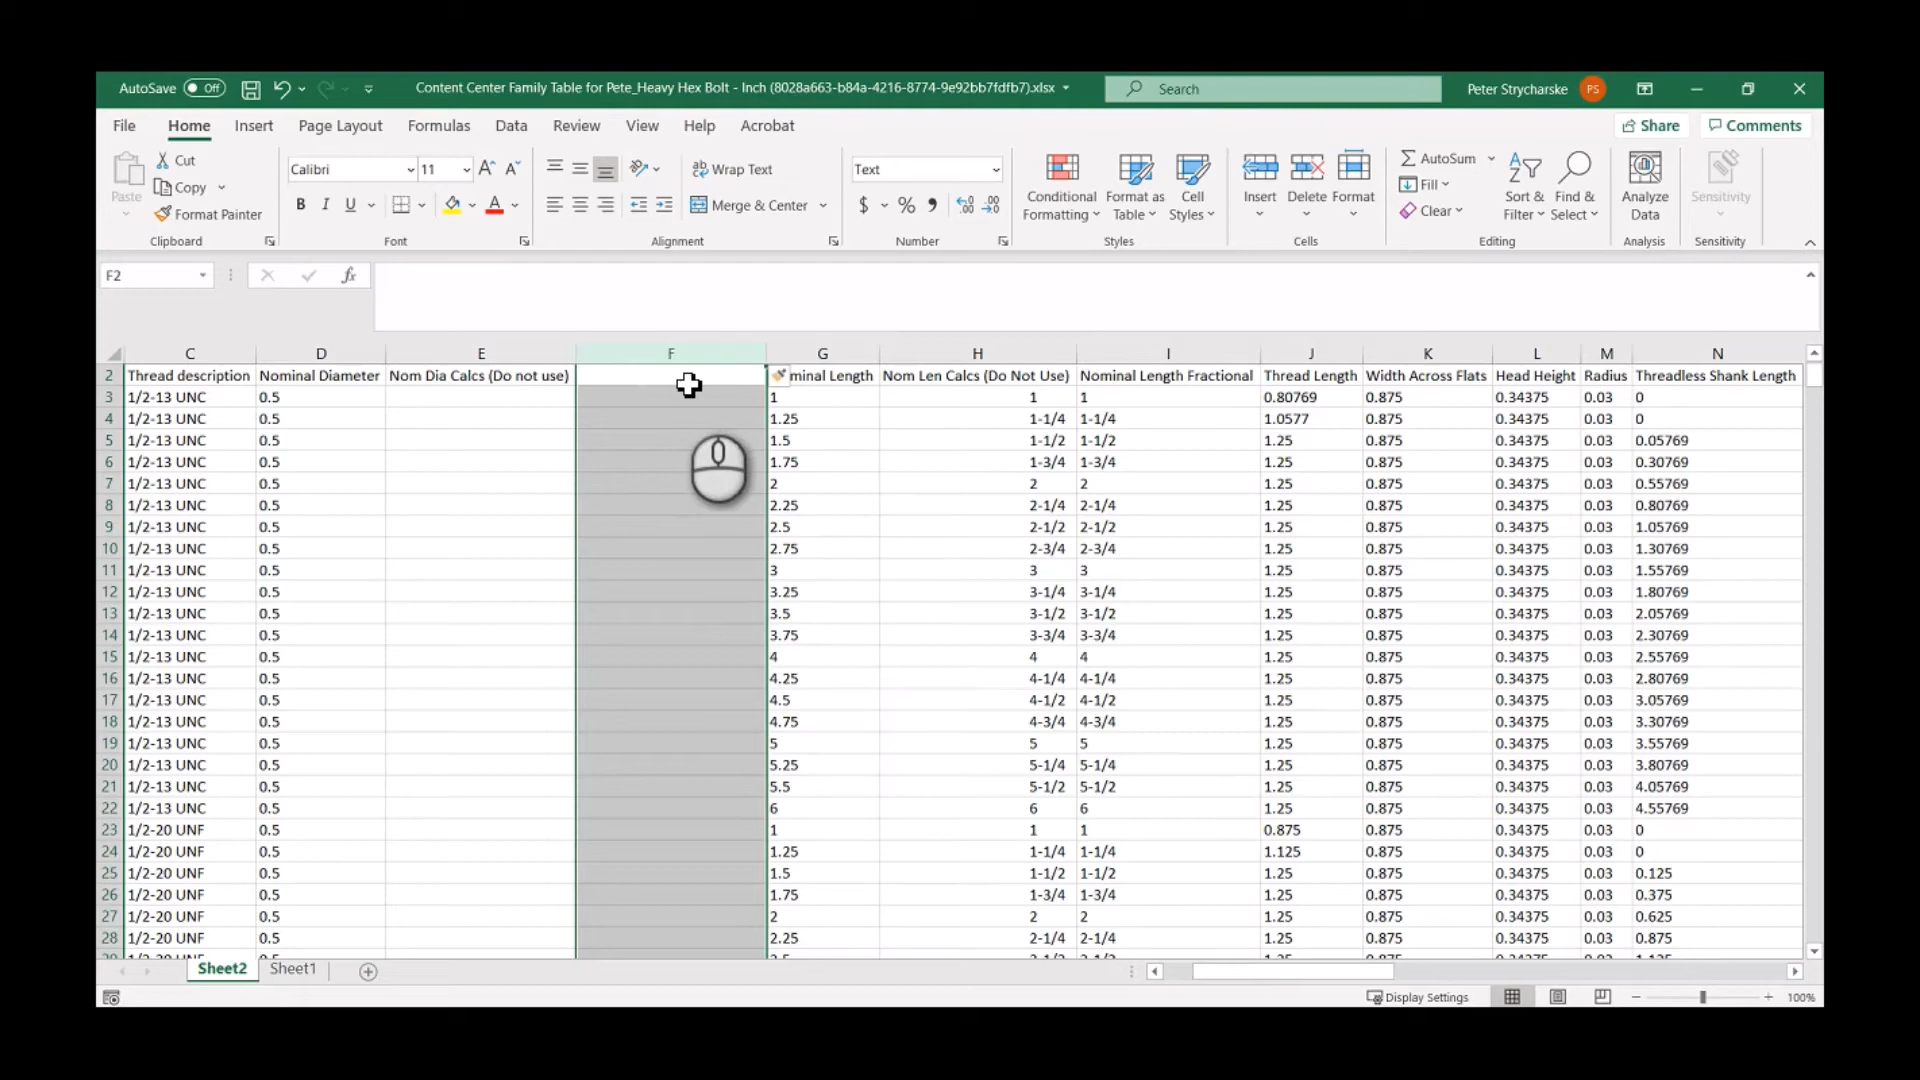 AutoSave Off Content Center Family Table for Pete_Heavy Hex Bolt - Inch (8028a663-b84a-4216-8774-9e92bb7fdfb7).xlsx Search Peter Strycharske PS
File Home Insert Page Layout Formulas Data Review View Help Acrobat Share Comments
Paste Cut Copy Format Painter Clipboard
Calibri 11 B I U A Font
ab Wrap Text Merge & Center Alignment
Text $ % Number
Conditional Formatting Format as Table Cell Styles Styles
Insert Delete Format Cells
AutoSum Fill Clear Sort & Filter Find & Select Editing
Analyze Data Analysis
Sensitivity Sensitivity
F2 fx
C D E F G H I J K L M N
2 Thread description Nominal Diameter Nom Dia Calcs (Do not use) minal Length Nom Len Calcs (Do Not Use) Nominal Length Fractional Thread Length Width Across Flats Head Height Radius Threadless Shank Length
3 1/2-13 UNC 0.5 1 1 1 0.80769 0.875 0.34375 0.03 0
4 1/2-13 UNC 0.5 1.25 1-1/4 1-1/4 1.0577 0.875 0.34375 0.03 0
5 1/2-13 UNC 0.5 1.5 1-1/2 1-1/2 1.25 0.875 0.34375 0.03 0.05769
6 1/2-13 UNC 0.5 1.75 1-3/4 1-3/4 1.25 0.875 0.34375 0.03 0.30769
7 1/2-13 UNC 0.5 2 2 2 1.25 0.875 0.34375 0.03 0.55769
8 1/2-13 UNC 0.5 2.25 2-1/4 2-1/4 1.25 0.875 0.34375 0.03 0.80769
9 1/2-13 UNC 0.5 2.5 2-1/2 2-1/2 1.25 0.875 0.34375 0.03 1.05769
10 1/2-13 UNC 0.5 2.75 2-3/4 2-3/4 1.25 0.875 0.34375 0.03 1.30769
11 1/2-13 UNC 0.5 3 3 3 1.25 0.875 0.34375 0.03 1.55769
12 1/2-13 UNC 0.5 3.25 3-1/4 3-1/4 1.25 0.875 0.34375 0.03 1.80769
13 1/2-13 UNC 0.5 3.5 3-1/2 3-1/2 1.25 0.875 0.34375 0.03 2.05769
14 1/2-13 UNC 0.5 3.75 3-3/4 3-3/4 1.25 0.875 0.34375 0.03 2.30769
15 1/2-13 UNC 0.5 4 4 4 1.25 0.875 0.34375 0.03 2.55769
16 1/2-13 UNC 0.5 4.25 4-1/4 4-1/4 1.25 0.875 0.34375 0.03 2.80769
17 1/2-13 UNC 0.5 4.5 4-1/2 4-1/2 1.25 0.875 0.34375 0.03 3.05769
18 1/2-13 UNC 0.5 4.75 4-3/4 4-3/4 1.25 0.875 0.34375 0.03 3.30769
19 1/2-13 UNC 0.5 5 5 5 1.25 0.875 0.34375 0.03 3.55769
20 1/2-13 UNC 0.5 5.25 5-1/4 5-1/4 1.25 0.875 0.34375 0.03 3.80769
21 1/2-13 UNC 0.5 5.5 5-1/2 5-1/2 1.25 0.875 0.34375 0.03 4.05769
22 1/2-13 UNC 0.5 6 6 6 1.25 0.875 0.34375 0.03 4.55769
23 1/2-20 UNF 0.5 1 1 1 0.875 0.875 0.34375 0.03 0
24 1/2-20 UNF 0.5 1.25 1-1/4 1-1/4 1.125 0.875 0.34375 0.03 0
25 1/2-20 UNF 0.5 1.5 1-1/2 1-1/2 1.25 0.875 0.34375 0.03 0.125
26 1/2-20 UNF 0.5 1.75 1-3/4 1-3/4 1.25 0.875 0.34375 0.03 0.375
27 1/2-20 UNF 0.5 2 2 2 1.25 0.875 0.34375 0.03 0.625
28 1/2-20 UNF 0.5 2.25 2-1/4 2-1/4 1.25 0.875 0.34375 0.03 0.875
Sheet2 Sheet1
Display Settings 100%